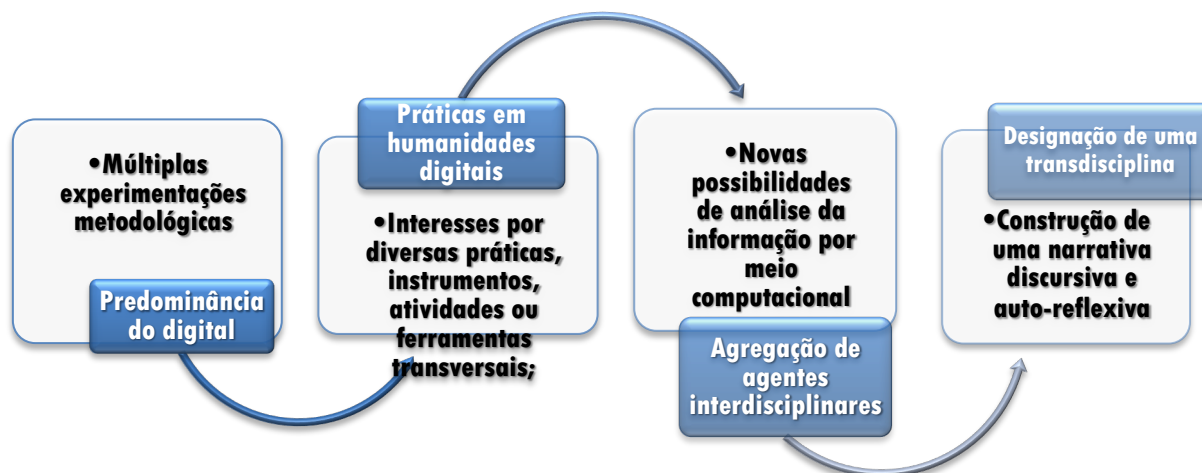 •Múltiplas
experimentações
metodológicas
Predominância
do digital
Práticas em
humanidades
digitais
•Interesses por
diversas práticas,
instrumentos,
atividades ou
ferramentas
transversais;
•Novas
possibilidades
de análise da
informação por
meio
computacional
Agregação de
agentes
interdisciplinares
Designação de uma
transdisciplina
•Construção de
uma narrativa
discursiva e
auto-reflexiva